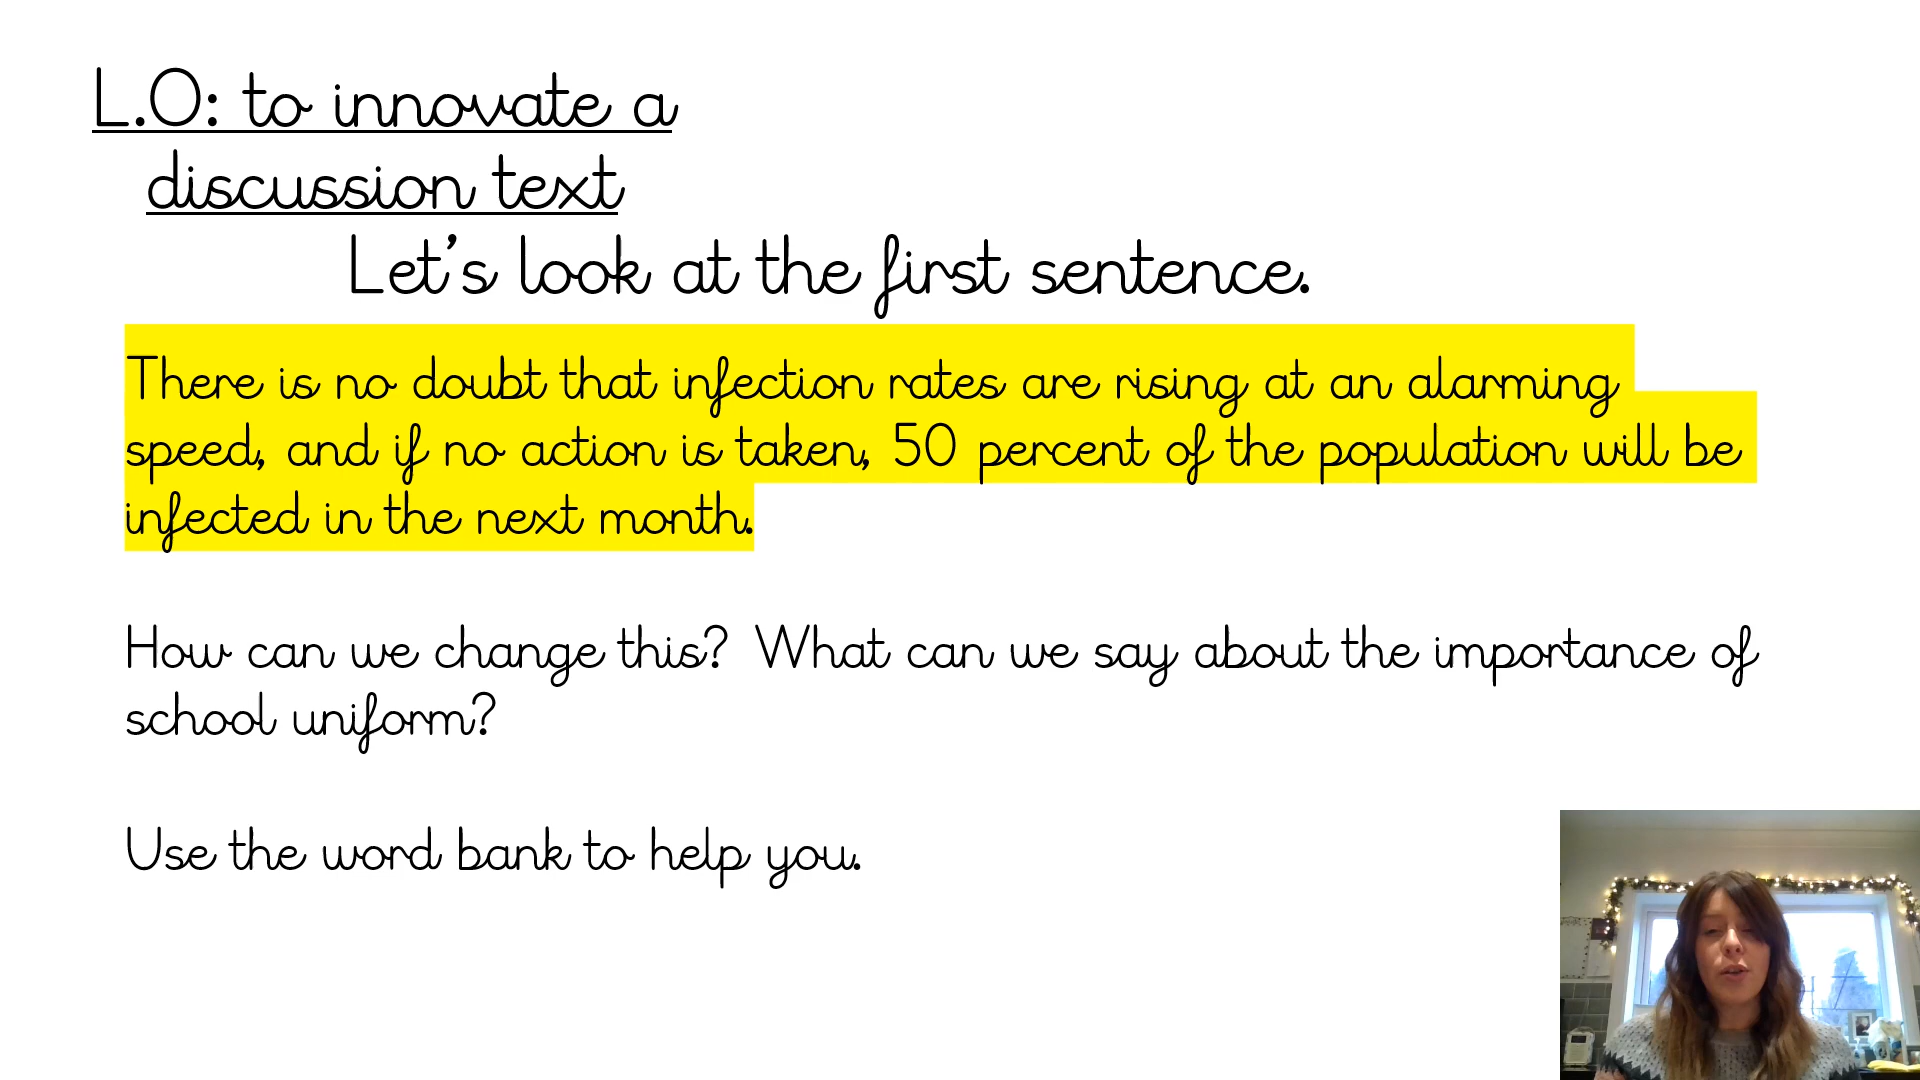 L.O: to innovate a
discussion text
Let's look at the first sentence.
There is no doubt that infection rates are rising at an alarming
speed, and if no action is taken, 50 percent of the population will be
infected in the next month.
How can we change this? What can we say about the importance of
school uniform?
Use the word bank to help you.